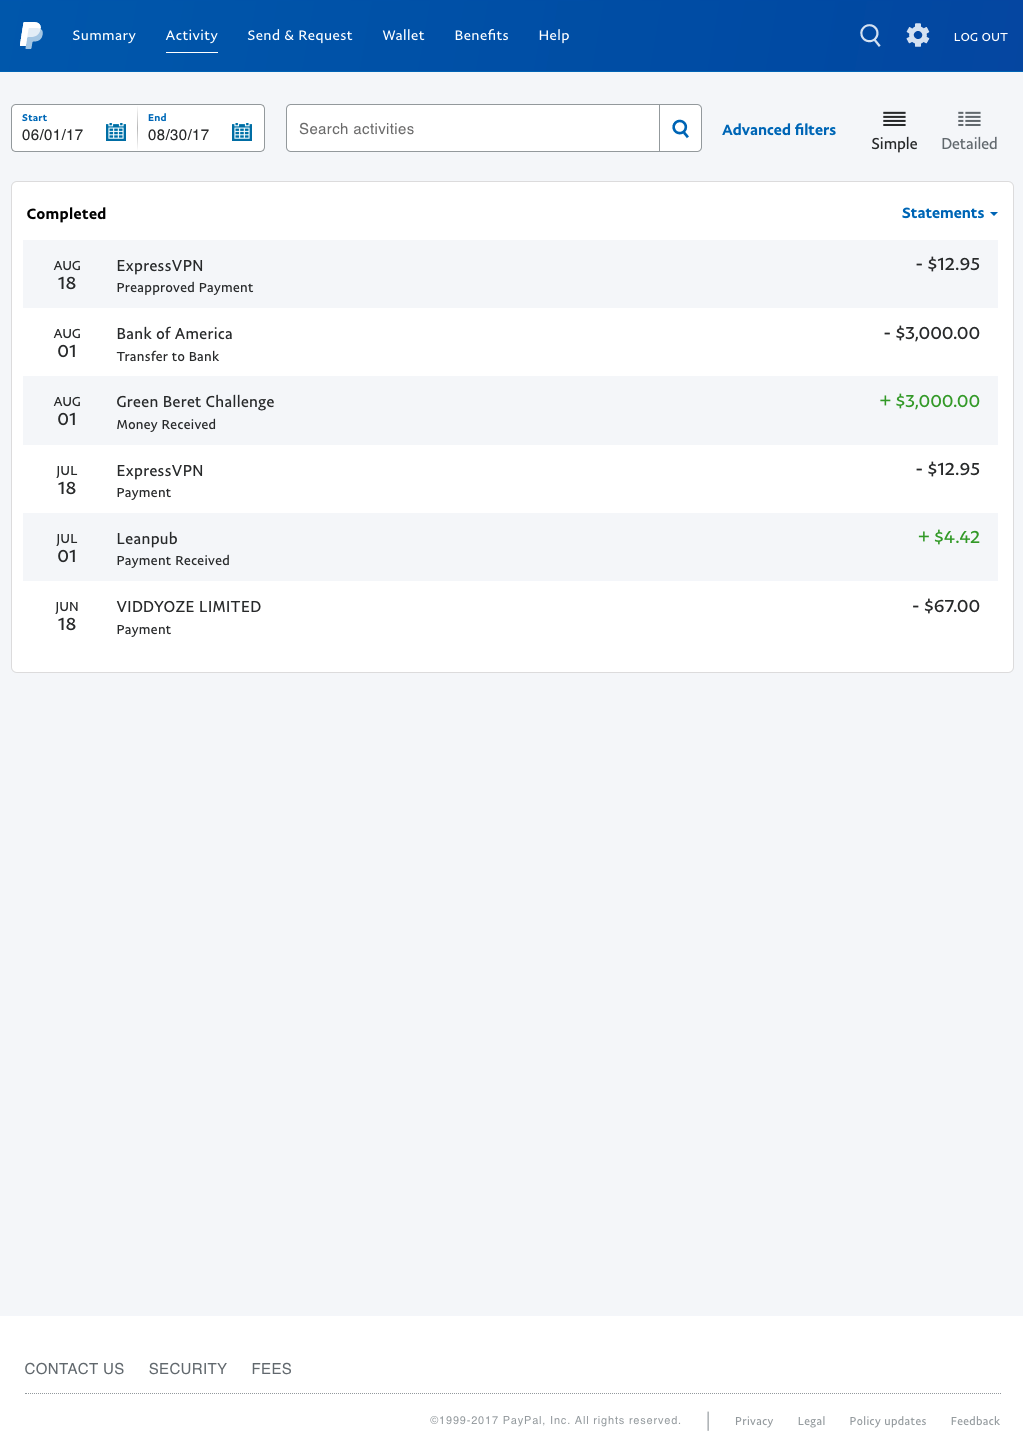 Summary Activity Send & Request Wallet Benefits Help LOG OUT
Start End
06/01/17 08/30/17
Search activities
Advanced filters
Simple Detailed
Completed Statements
AUG 18 ExpressVPN - $12.95
Preapproved Payment
AUG 01 Bank of America - $3,000.00
Transfer to Bank
AUG 01 Green Beret Challenge + $3,000.00
Money Received
JUL 18 ExpressVPN - $12.95
Payment
JUL 01 Leanpub + $4.42
Payment Received
JUN 18 VIDDYOZE LIMITED - $67.00
Payment
CONTACT US SECURITY FEES
©1999-2017 PayPal, Inc. All rights reserved. | Privacy Legal Policy updates Feedback